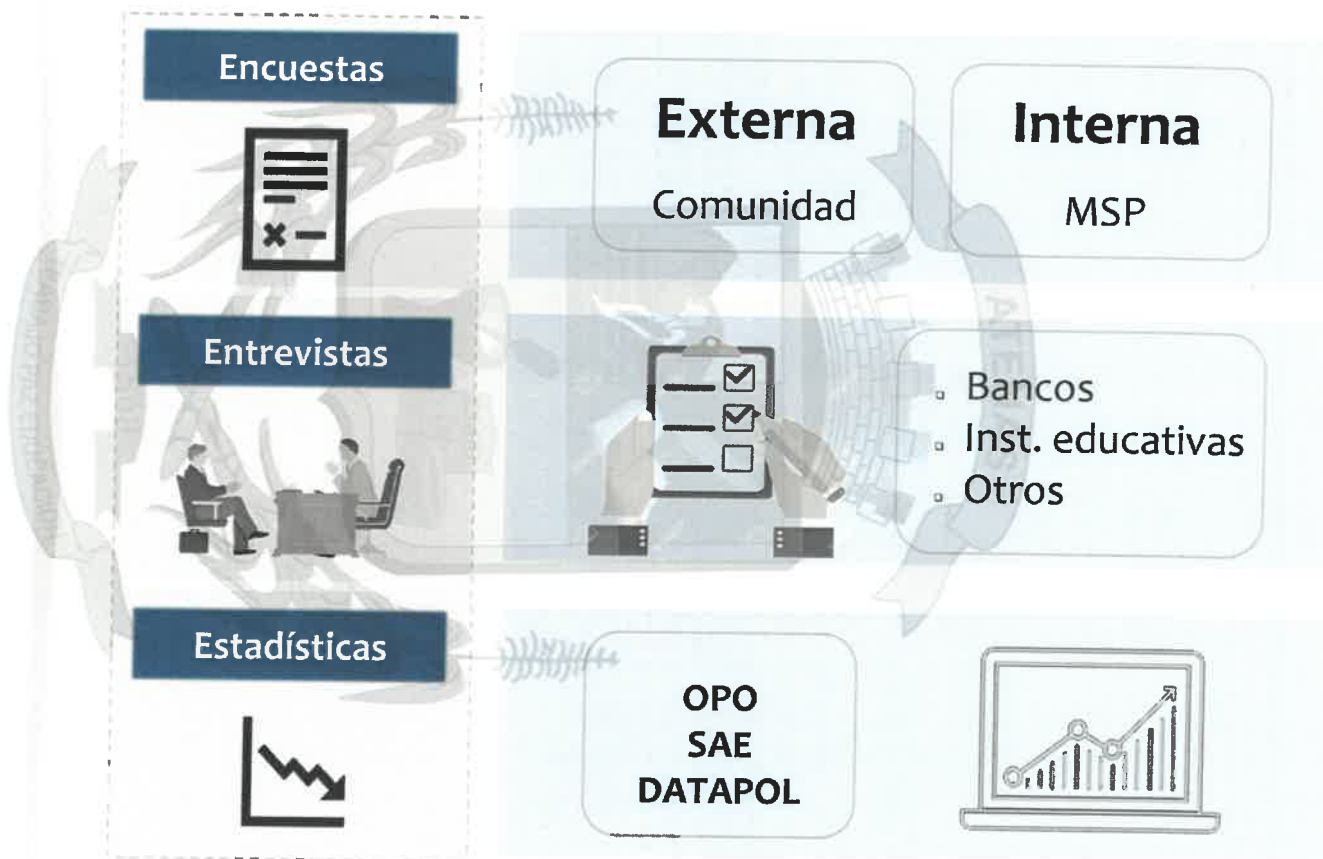 Encuestas
Externa
Comunidad
Interna
MSP
Entrevistas
Bancos
Inst. educativas
Otros
Estadísticas
OPO
SAE
DATAPOL